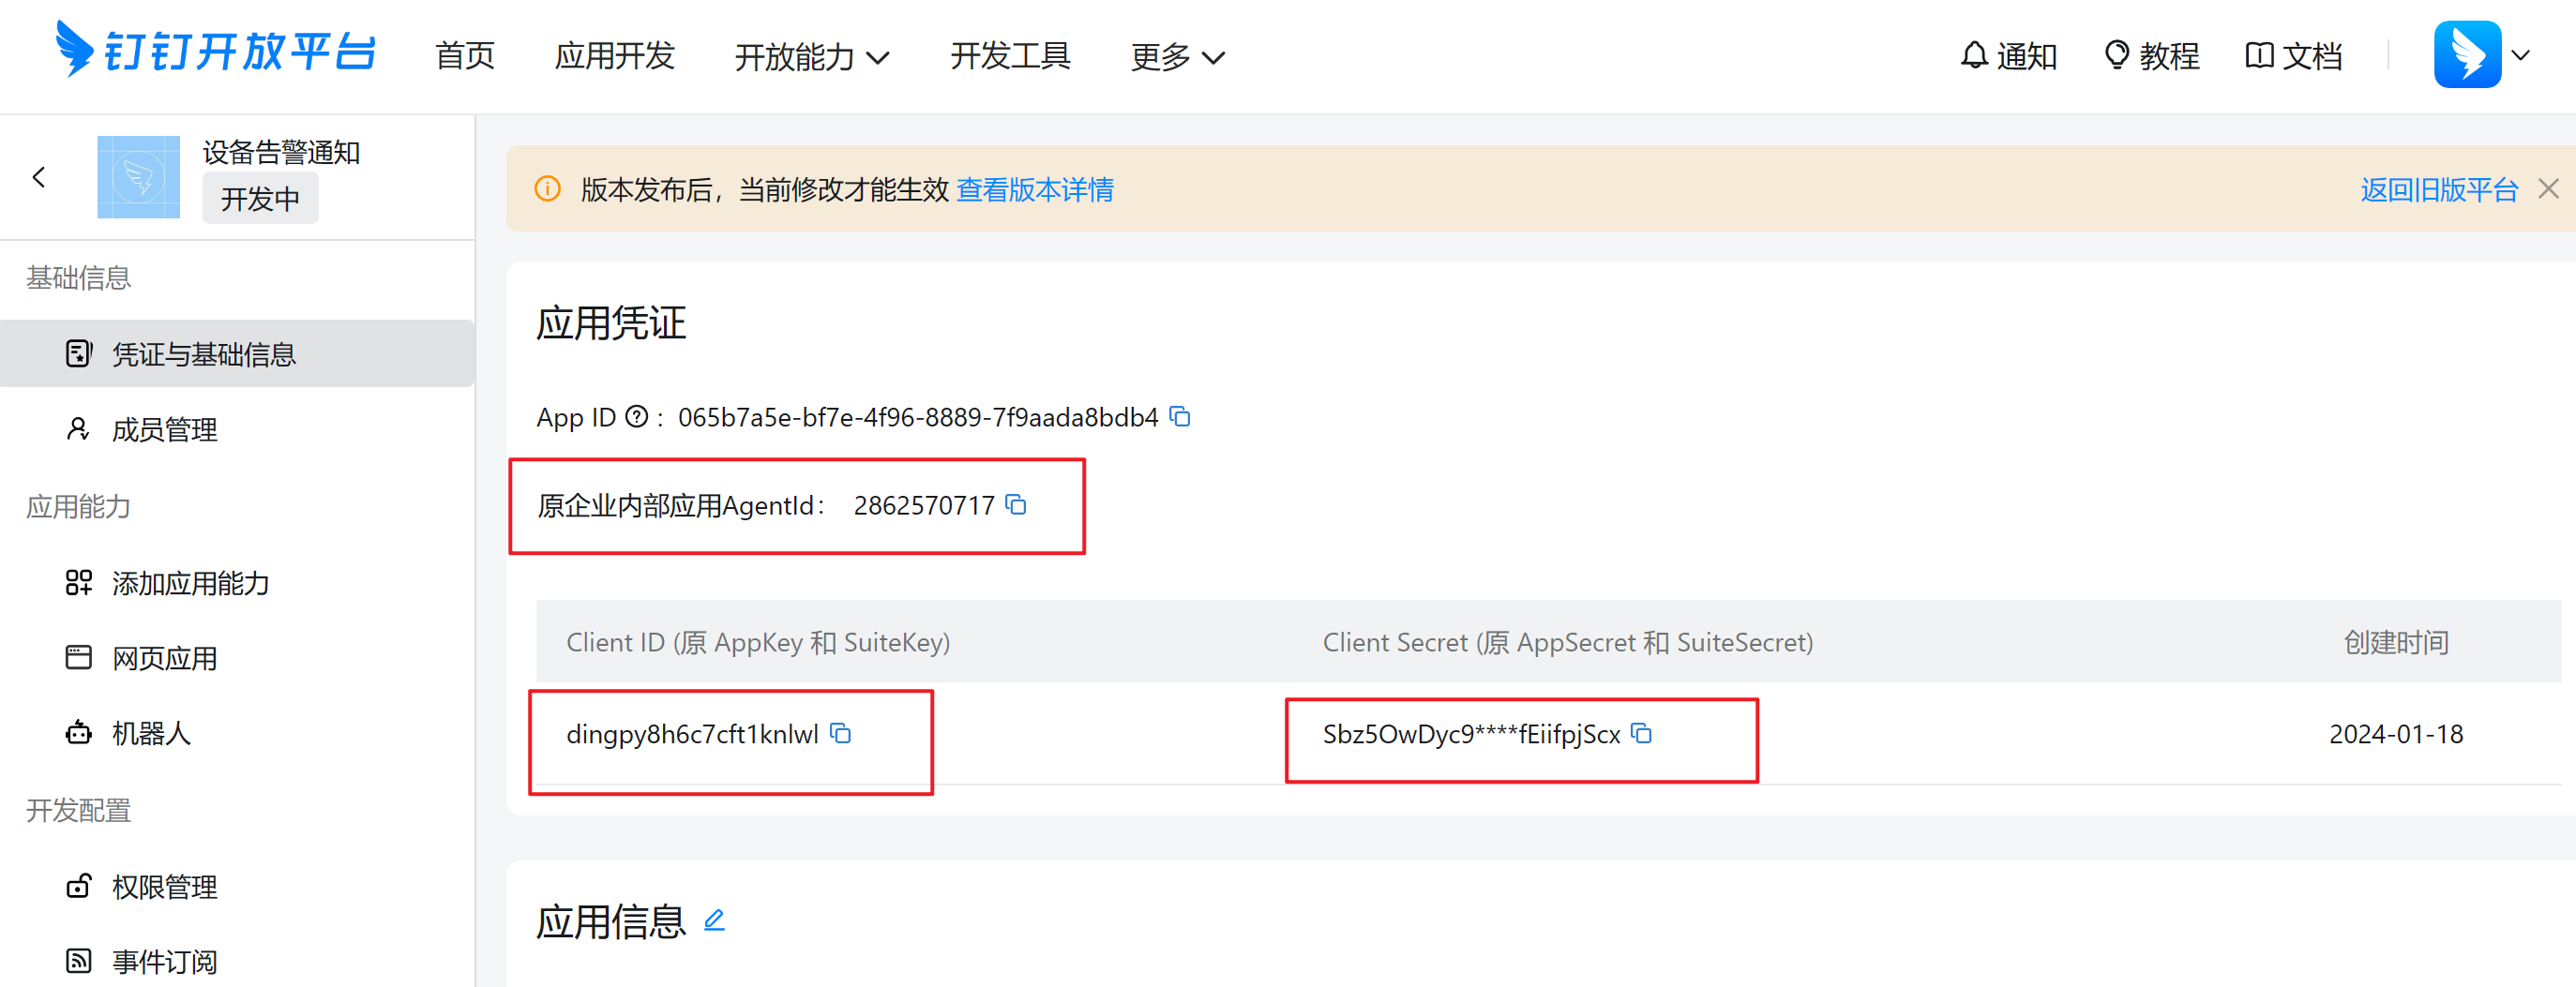 钉钉开放平台 首页 应用开发 开放能力 开发工具 更多 通知 教程 文档
设备告警通知
开发中
基础信息
凭证与基础信息
成员管理
应用能力
添加应用能力
网页应用
机器人
开发配置
权限管理
事件订阅
版本发布后，当前修改才能生效 查看版本详情 返回旧版平台
应用凭证
App ID ? : 065b7a5e-bf7e-4f96-8889-7f9aada8bdb4
原企业内部应用AgentId： 2862570717
Client ID (原 AppKey 和 SuiteKey) Client Secret (原 AppSecret 和 SuiteSecret) 创建时间
dingpy8h6c7cft1knlwl Sbz5OwDyc9****fEiifpjScx 2024-01-18
应用信息